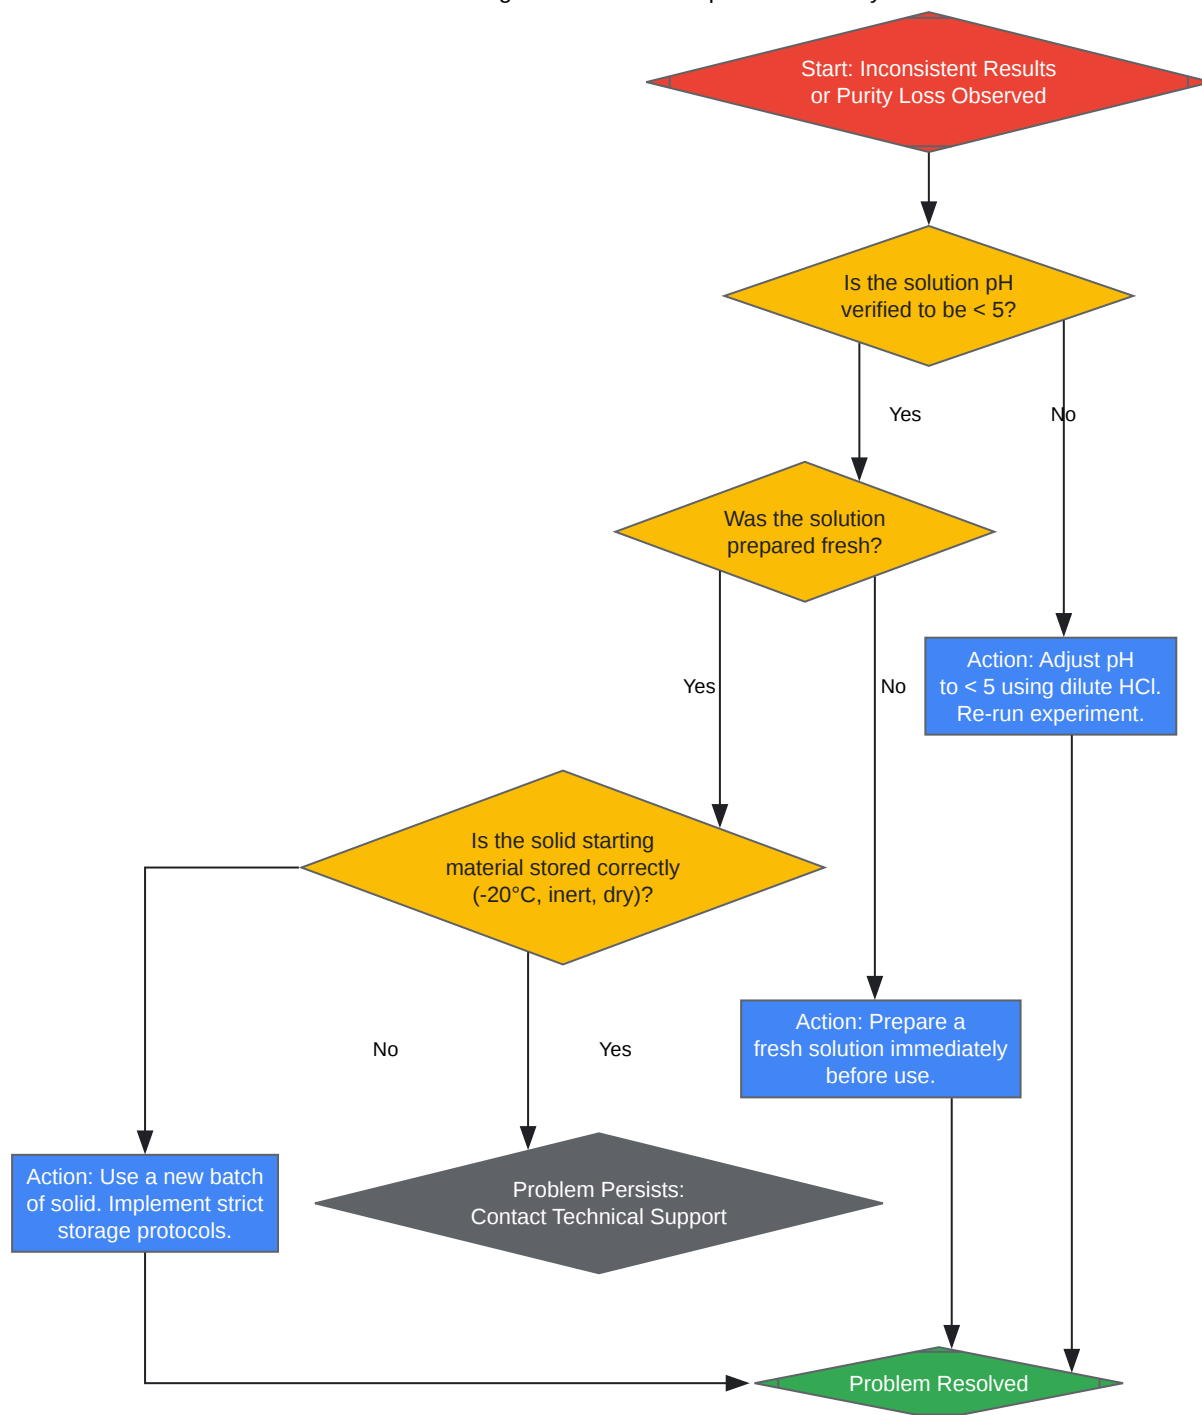 Start: Inconsistent Results
or Purity Loss Observed
Is the solution pH
verified to be < 5?
Yes
No
Was the solution
prepared fresh?
Yes
No
Action: Adjust pH
to < 5 using dilute HCl.
Re-run experiment.
Is the solid starting
material stored correctly
(-20°C, inert, dry)?
No
Yes
Action: Prepare a
fresh solution immediately
before use.
Action: Use a new batch
of solid. Implement strict
storage protocols.
Problem Persists:
Contact Technical Support
Problem Resolved